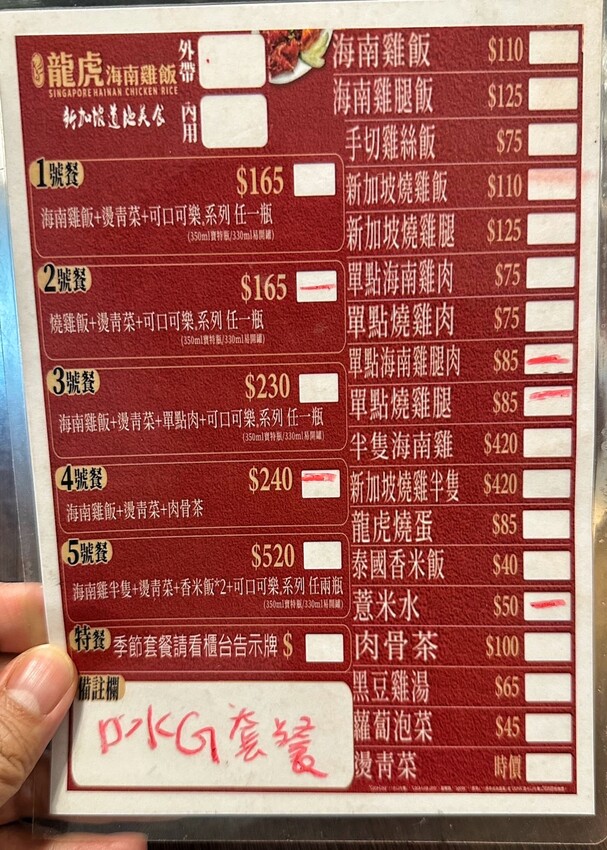 龍虎海南雞飯
SINGAPORE HAINAN CHICKEN RICE
新加坡道地美食
外帶
內用
1號餐 $165
海南雞飯+燙青菜+可口可樂.系列 任一瓶
(350ml寶特瓶/330ml易開罐)
2號餐 $165
燒雞飯+燙青菜+可口可樂.系列 任一瓶
(350ml寶特瓶/330ml易開罐)
3號餐 $230
海南雞飯+燙青菜+單點肉+可口可樂.系列 任一瓶
(350ml寶特瓶/330ml易開罐)
4號餐 $240
海南雞飯+燙青菜+肉骨茶
5號餐 $520
海南雞半隻+燙青菜+香米飯*2+可口可樂.系列 任兩瓶
(350ml寶特瓶/330ml易開罐)
特餐 季節套餐請看櫃台告示牌 $
備註欄
口水G套餐
海南雞飯 $110
海南雞腿飯 $125
手切雞絲飯 $75
新加坡燒雞飯 $110
新加坡燒雞腿 $125
單點海南雞肉 $75
單點燒雞肉 $75
單點海南雞腿肉 $85
單點燒雞腿 $85
半隻海南雞 $420
新加坡燒雞半隻 $420
龍虎燒蛋 $85
泰國香米飯 $40
薏米水 $50
肉骨茶 $100
黑豆雞湯 $65
蘿蔔泡菜 $45
燙青菜 時價